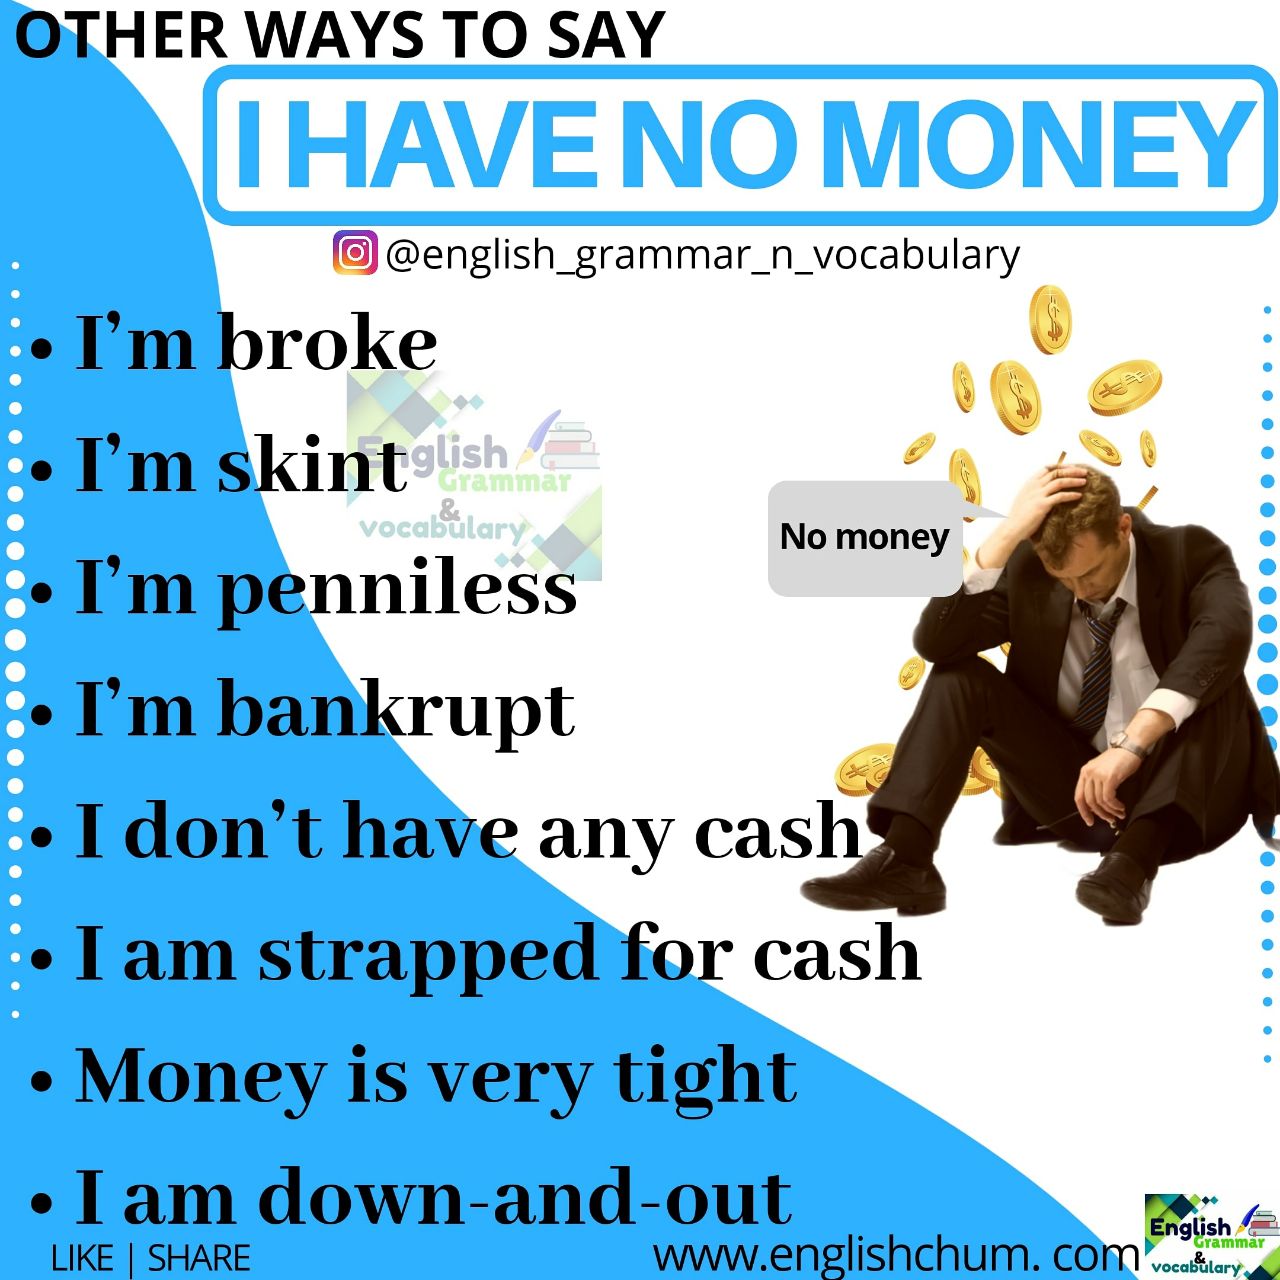 OTHER WAYS TO SAY
I HAVE NO MONEY
@english_grammar_n_vocabulary
• I’m broke
• I’m skint
English
Grammar
&
vocabulary
No money
• I’m penniless
• I’m bankrupt
• I don’t have any cash
• I am strapped for cash
• Money is very tight
• I am down-and-out
LIKE | SHARE
www.englishchum. com
English
Grammar
&
vocabulary